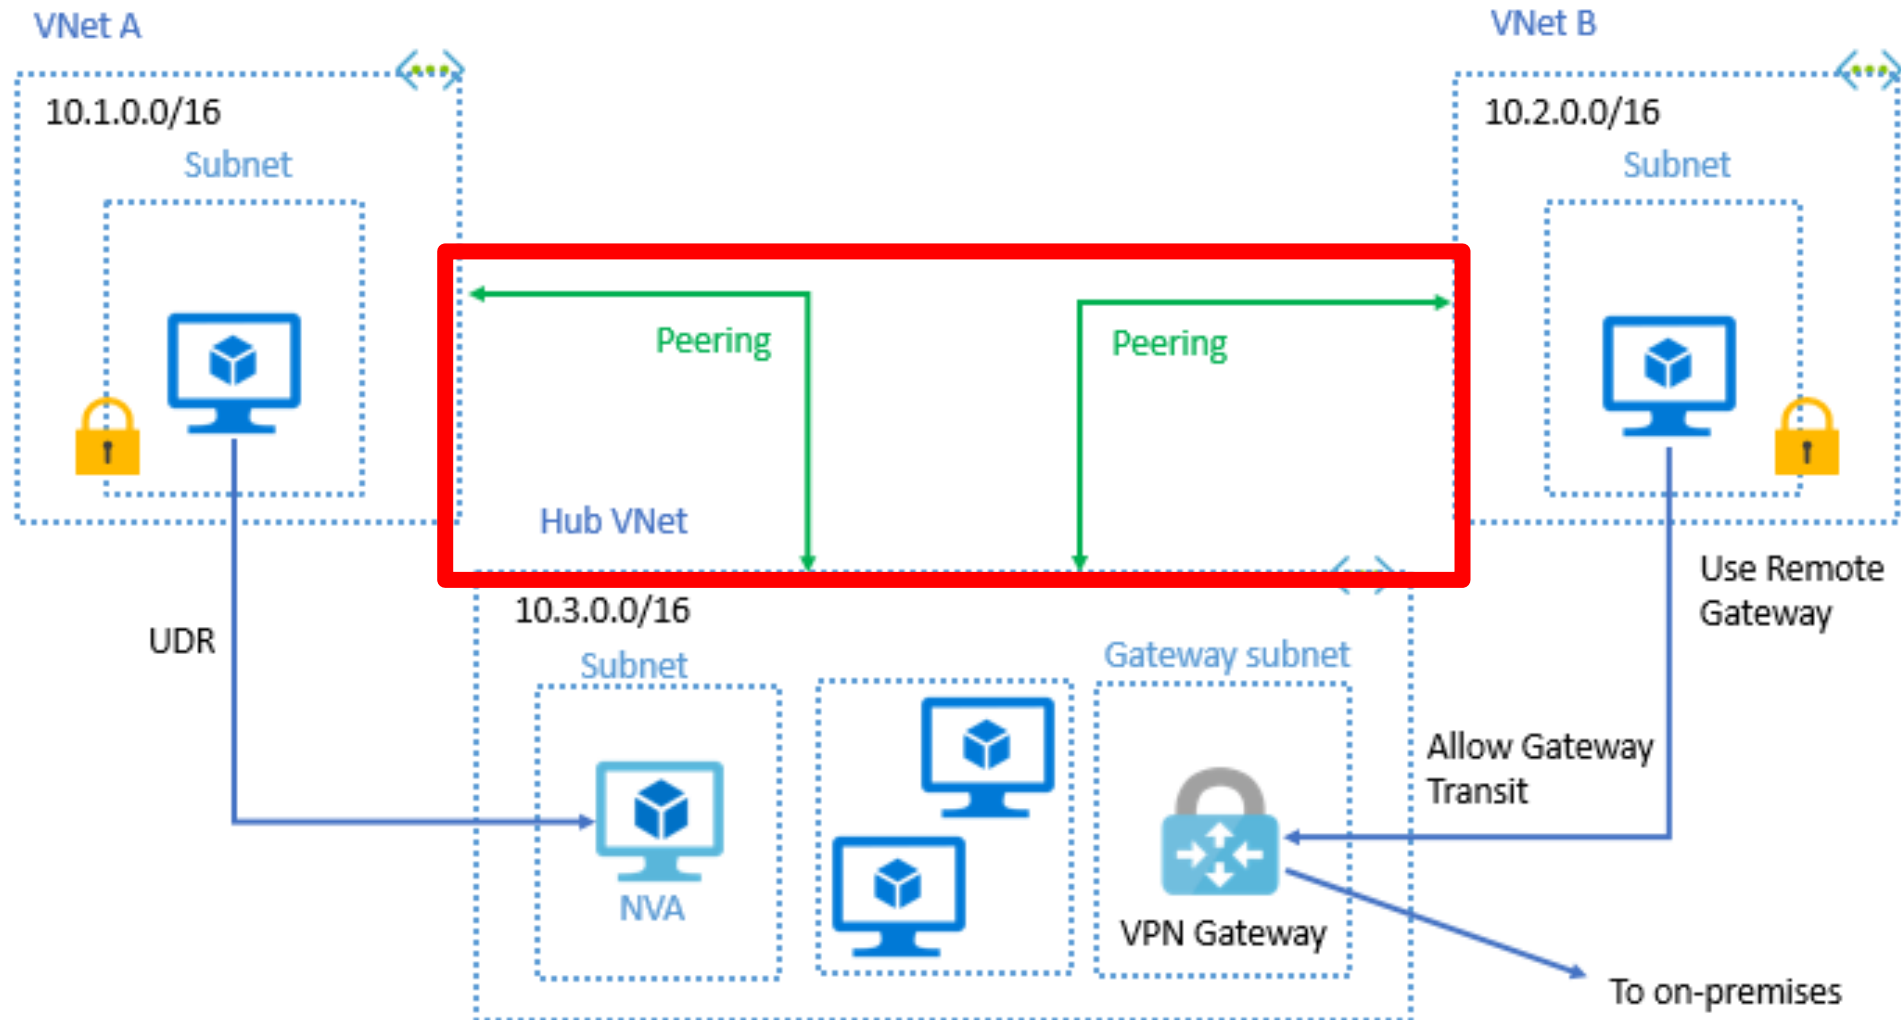 VNet A
VNet B
10.1.0.0/16
10.2.0.0/16
Subnet
Subnet
Peering
Peering
Hub VNet
Use Remote
Gateway
10.3.0.0/16
UDR
Subnet
Gateway subnet
Allow Gateway
Transit
NVA
VPN Gateway
To on-premises